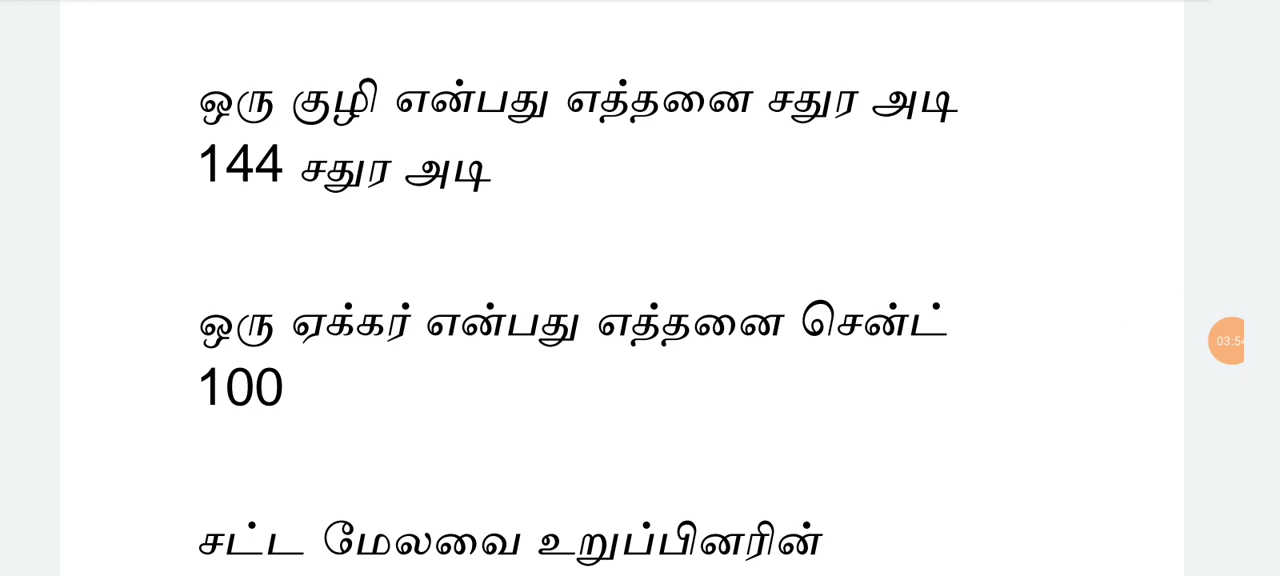 ஒரு குழி என்பது எத்தனை சதுர அடி
144 சதுர அடி
ஒரு ஏக்கர் என்பது எத்தனை சென்ட்
100
சட்ட மேலவை உறுப்பினரின்